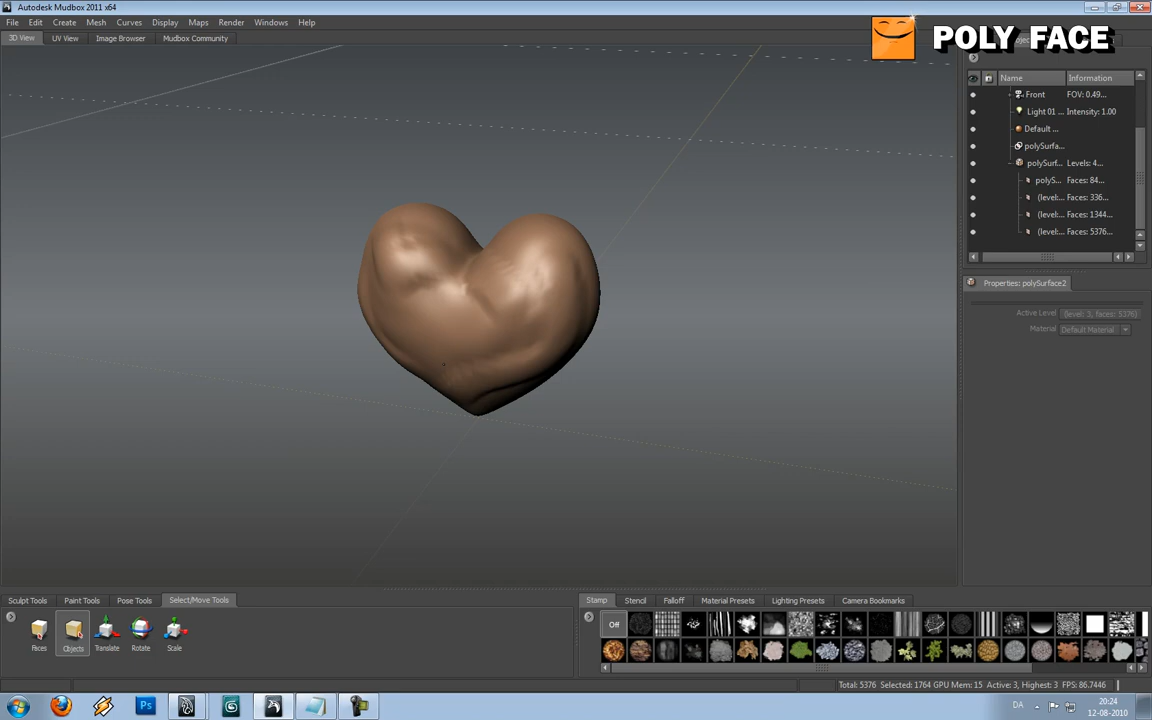 Autodesk Mudbox 2011 x64
File Edit Create Mesh Curves Display Maps Render Windows Help
3D View UV View Image Browser Mudbox Community
POLY FACE
Name Information
Front FOV: 0.49...
Light 01 ... Intensity: 1.00
Default ...
polySurfa...
polySurf... Levels: 4...
polyS... Faces: 84...
(level:... Faces: 336...
(level:... Faces: 1344...
(level:... Faces: 5376...
Properties: polySurface2
Active Level (level: 3, faces: 5376)
Material Default Material
Sculpt Tools Paint Tools Pose Tools Select/Move Tools
Stamp Stencil Falloff Material Presets Lighting Presets Camera Bookmarks
Off
Faces Objects Translate Rotate Scale
Total: 5376 Selected: 1764 GPU Mem: 15 Active: 3, Highest: 3 FPS: 86.7446
Ps
DA
20:24
12-08-2010